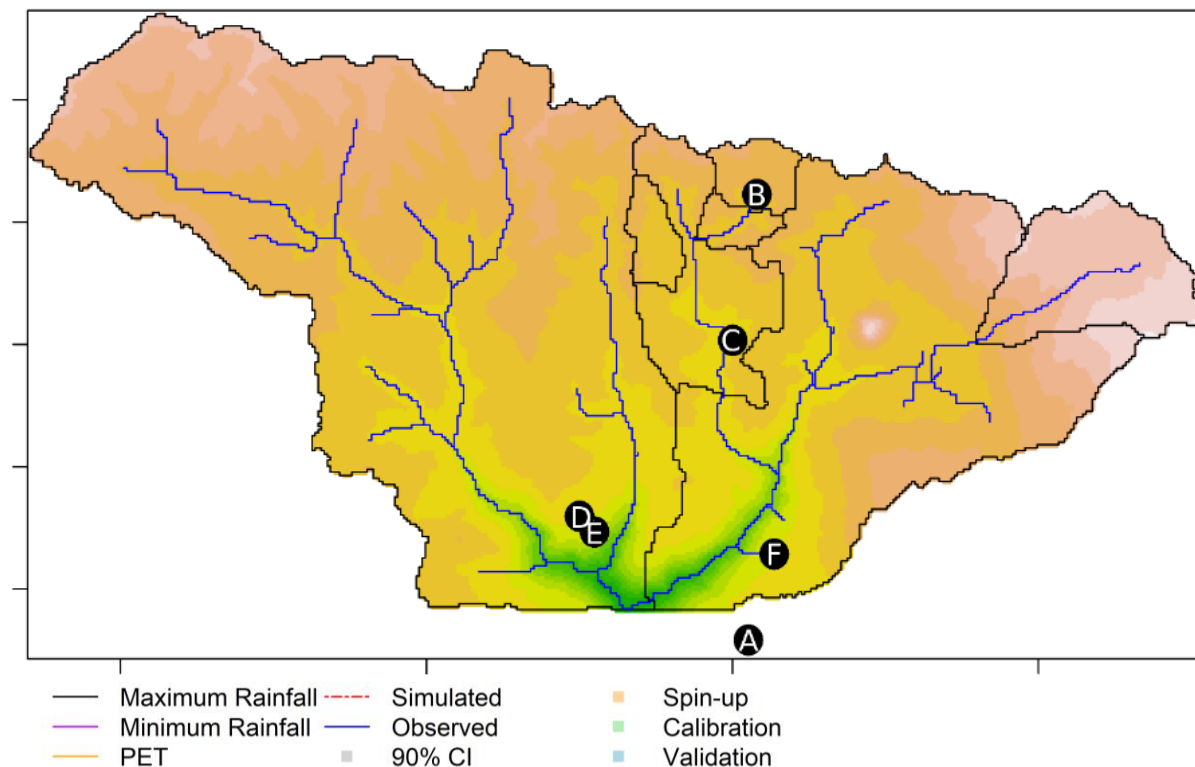 B
C
D
E
F
A
Maximum Rainfall Simulated Spin-up
Minimum Rainfall Observed Calibration
PET 90% CI Validation